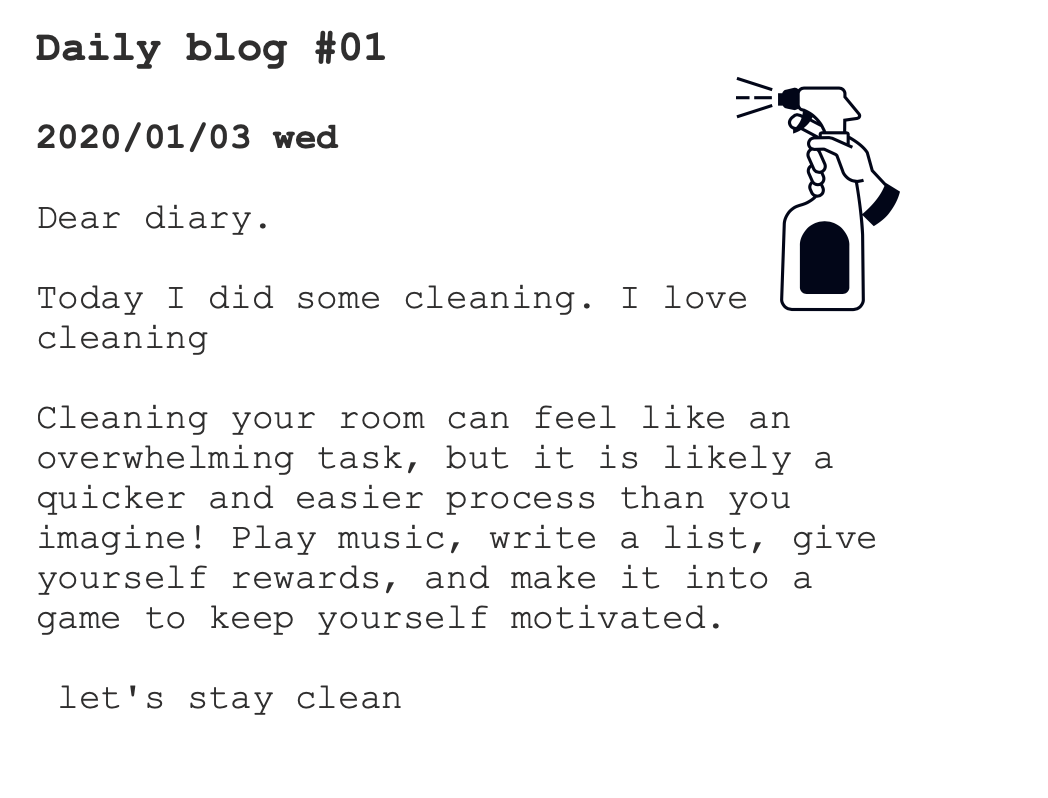 Daily blog #01
2020/01/03 wed
Dear diary.
Today I did some cleaning. I love
cleaning
Cleaning your room can feel like an
overwhelming task, but it is likely a
quicker and easier process than you
imagine! Play music, write a list, give
yourself rewards, and make it into a
game to keep yourself motivated.
let's stay clean